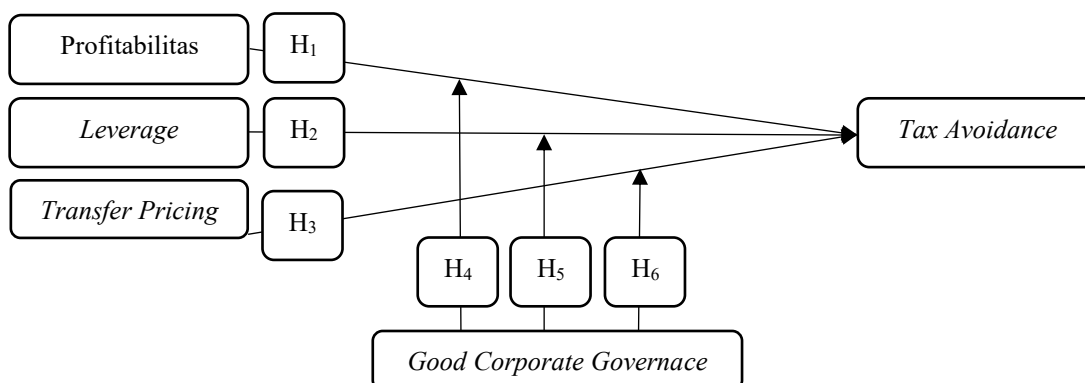 Profitabilitas
H₁
Leverage
H₂
Tax Avoidance
Transfer Pricing
H₃
H₄
H₅
H₆
Good Corporate Governace